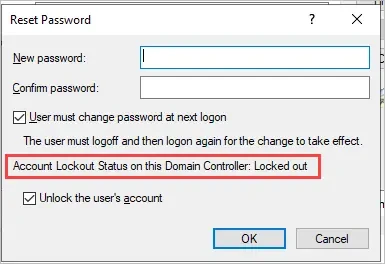 Reset Password
New password:
Confirm password:
User must change password at next logon
The user must logoff and then logon again for the change to take effect.
Account Lockout Status on this Domain Controller: Locked out
Unlock the user's account
OK Cancel